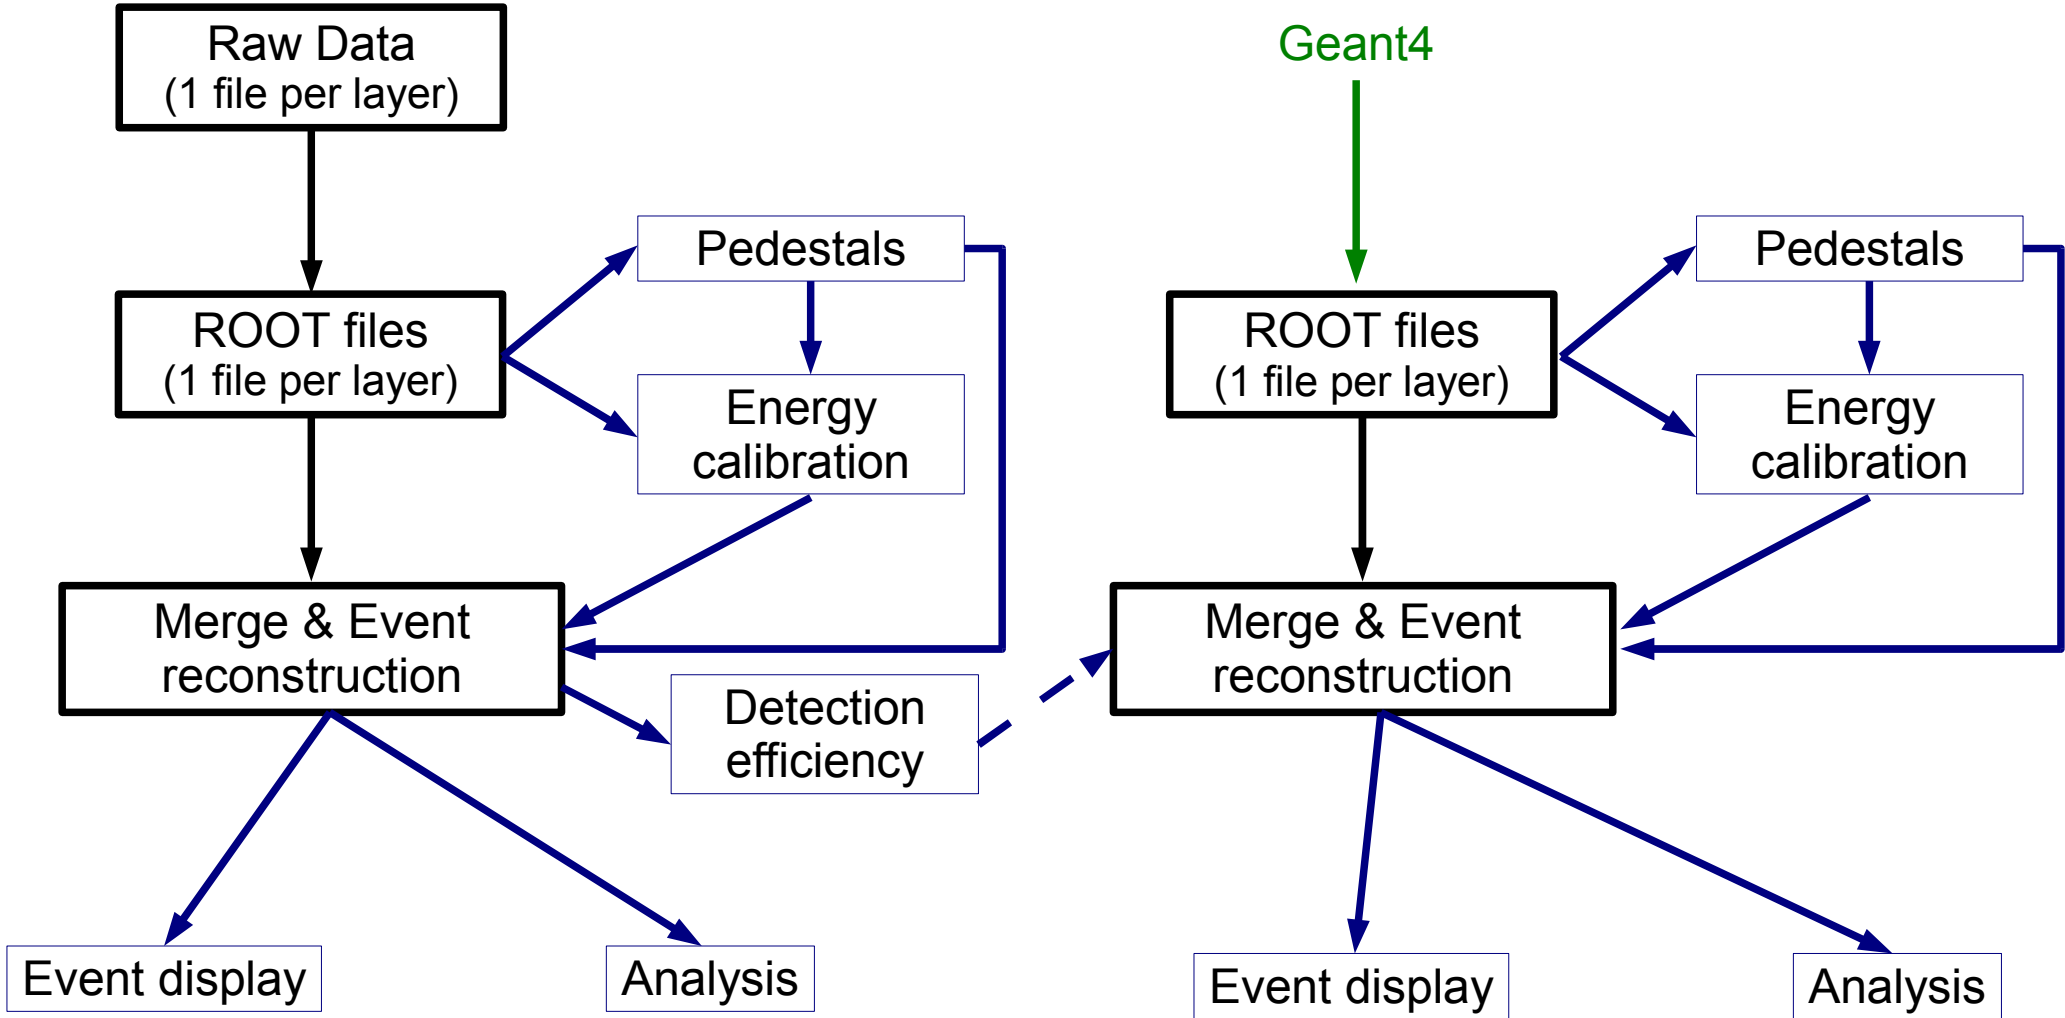 Raw Data
(1 file per layer)
ROOT files
(1 file per layer)
Pedestals
Energy
calibration
Merge & Event
reconstruction
Detection
efficiency
Event display
Analysis
Geant4
ROOT files
(1 file per layer)
Pedestals
Energy
calibration
Merge & Event
reconstruction
Event display
Analysis